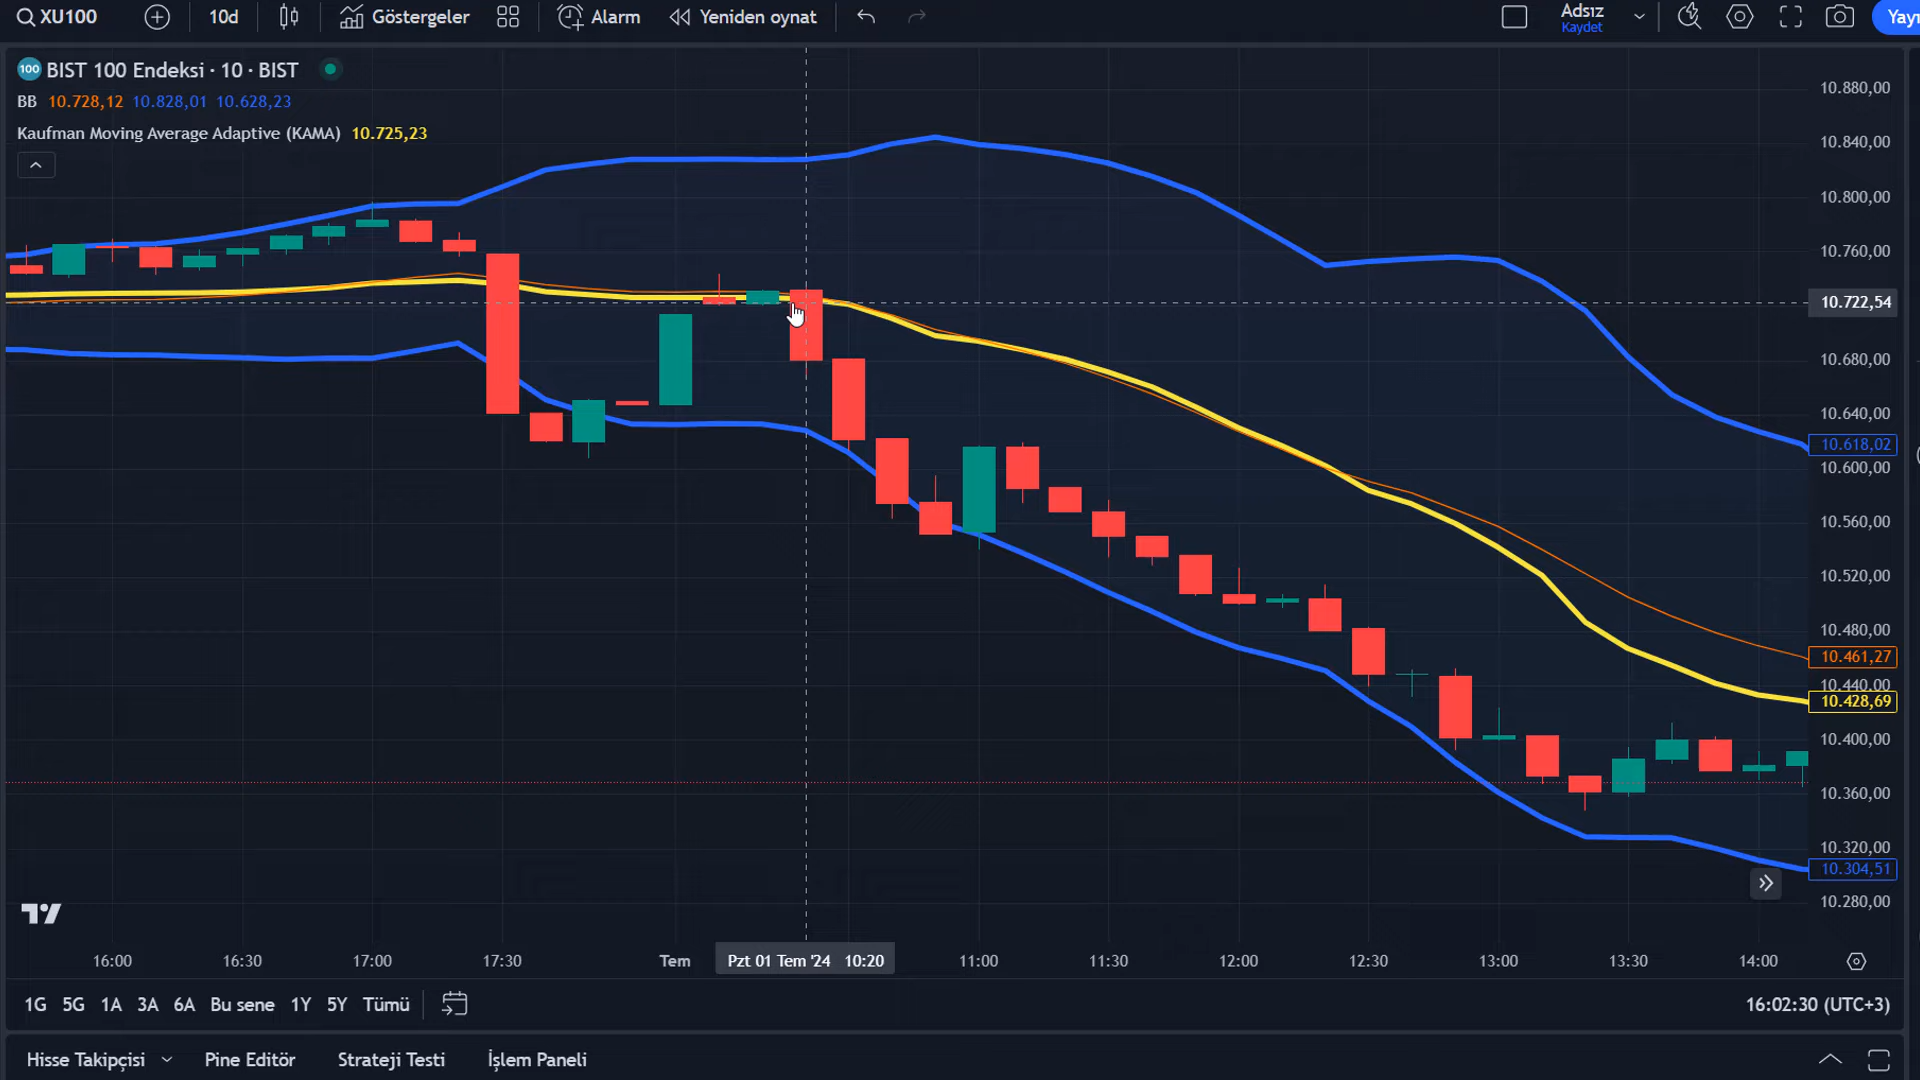 XU100
10d
Göstergeler
Alarm
Yeniden oynat
Adsız
Kaydet
Yayı
100 BIST 100 Endeksi · 10 · BIST
BB 10.728,12 10.828,01 10.628,23
Kaufman Moving Average Adaptive (KAMA) 10.725,23
10.880,00
10.840,00
10.800,00
10.760,00
10.722,54
10.680,00
10.640,00
10.618,02
10.600,00
10.560,00
10.520,00
10.480,00
10.461,27
10.440,00
10.428,69
10.400,00
10.360,00
10.320,00
10.304,51
10.280,00
16:00 16:30 17:00 17:30 Tem Pzt 01 Tem '24 10:20 11:00 11:30 12:00 12:30 13:00 13:30 14:00
1G 5G 1A 3A 6A Bu sene 1Y 5Y Tümü
16:02:30 (UTC+3)
Hisse Takipçisi Pine Editör Strateji Testi İşlem Paneli